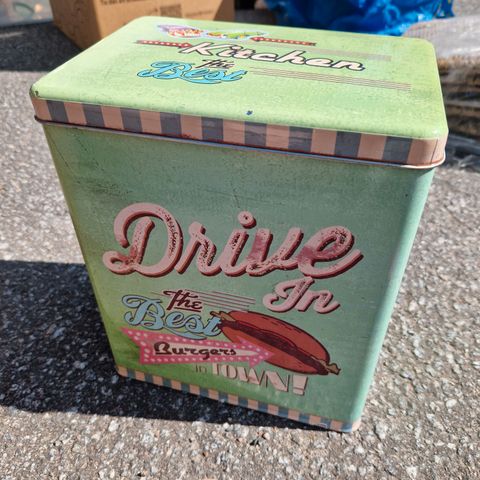 Kitchen
the
Best
Drive
In
the
Best
Burgers
in TOWN!